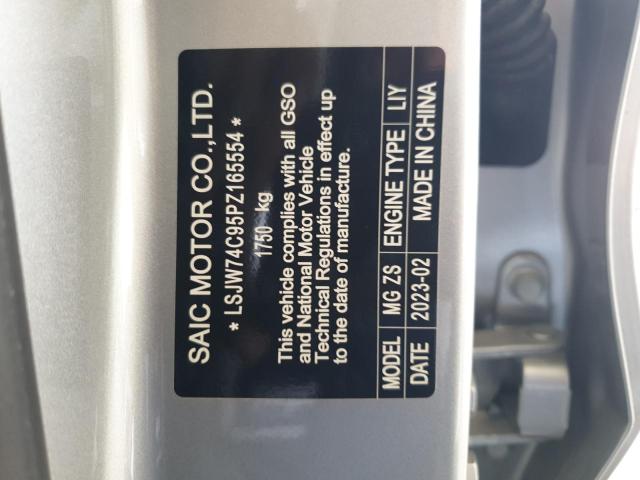 SAIC MOTOR CO.,LTD.
* LSJW74C95PZ165554 *
1750 kg
This vehicle complies with all GSO
and National Motor Vehicle
Technical Regulations in effect up
to the date of manufacture.
MODEL MG ZS ENGINE TYPE LIY
DATE 2023-02 MADE IN CHINA